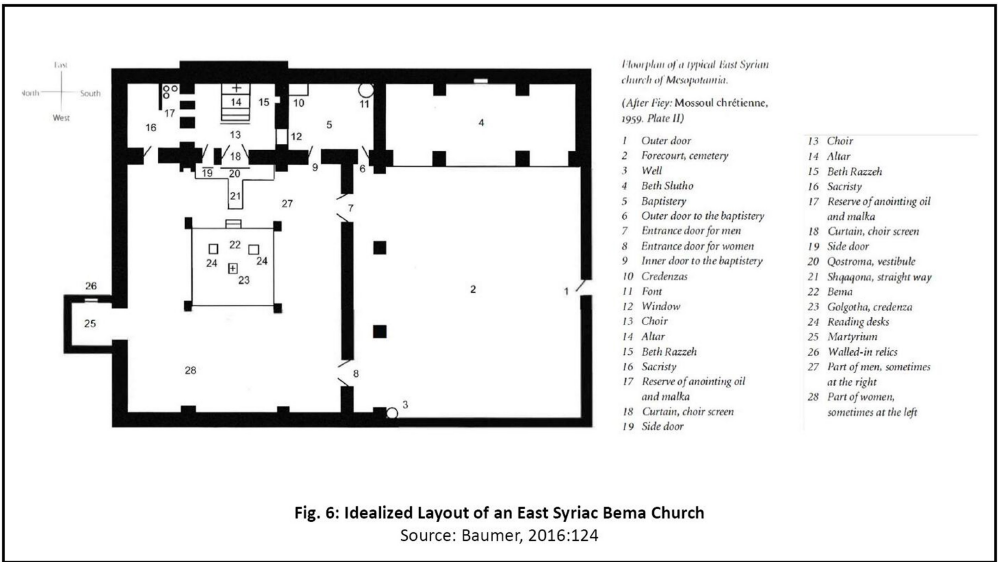 East
North
South
West
17
14
15
10
11
16
13
12
5
4
18
19
20
9
6
21
27
7
22
24
24
23
2
1
26
25
28
8
3
Floorplan of a typical East Syrian
church of Mesopotamia.
(After Fiey: Mossoul chrétienne,
1959. Plate II)
1 Outer door
2 Forecourt, cemetery
3 Well
4 Beth Slutho
5 Baptistery
6 Outer door to the baptistery
7 Entrance door for men
8 Entrance door for women
9 Inner door to the baptistery
10 Credenzas
11 Font
12 Window
13 Choir
14 Altar
15 Beth Razzeh
16 Sacristy
17 Reserve of anointing oil
and malka
18 Curtain, choir screen
19 Side door
13 Choir
14 Altar
15 Beth Razzeh
16 Sacristy
17 Reserve of anointing oil
and malka
18 Curtain, choir screen
19 Side door
20 Qostroma, vestibule
21 Shqaqona, straight way
22 Bema
23 Golgotha, credenza
24 Reading desks
25 Martyrium
26 Walled-in relics
27 Part of men, sometimes
at the right
28 Part of women,
sometimes at the left
Fig. 6: Idealized Layout of an East Syriac Bema Church
Source: Baumer, 2016:124